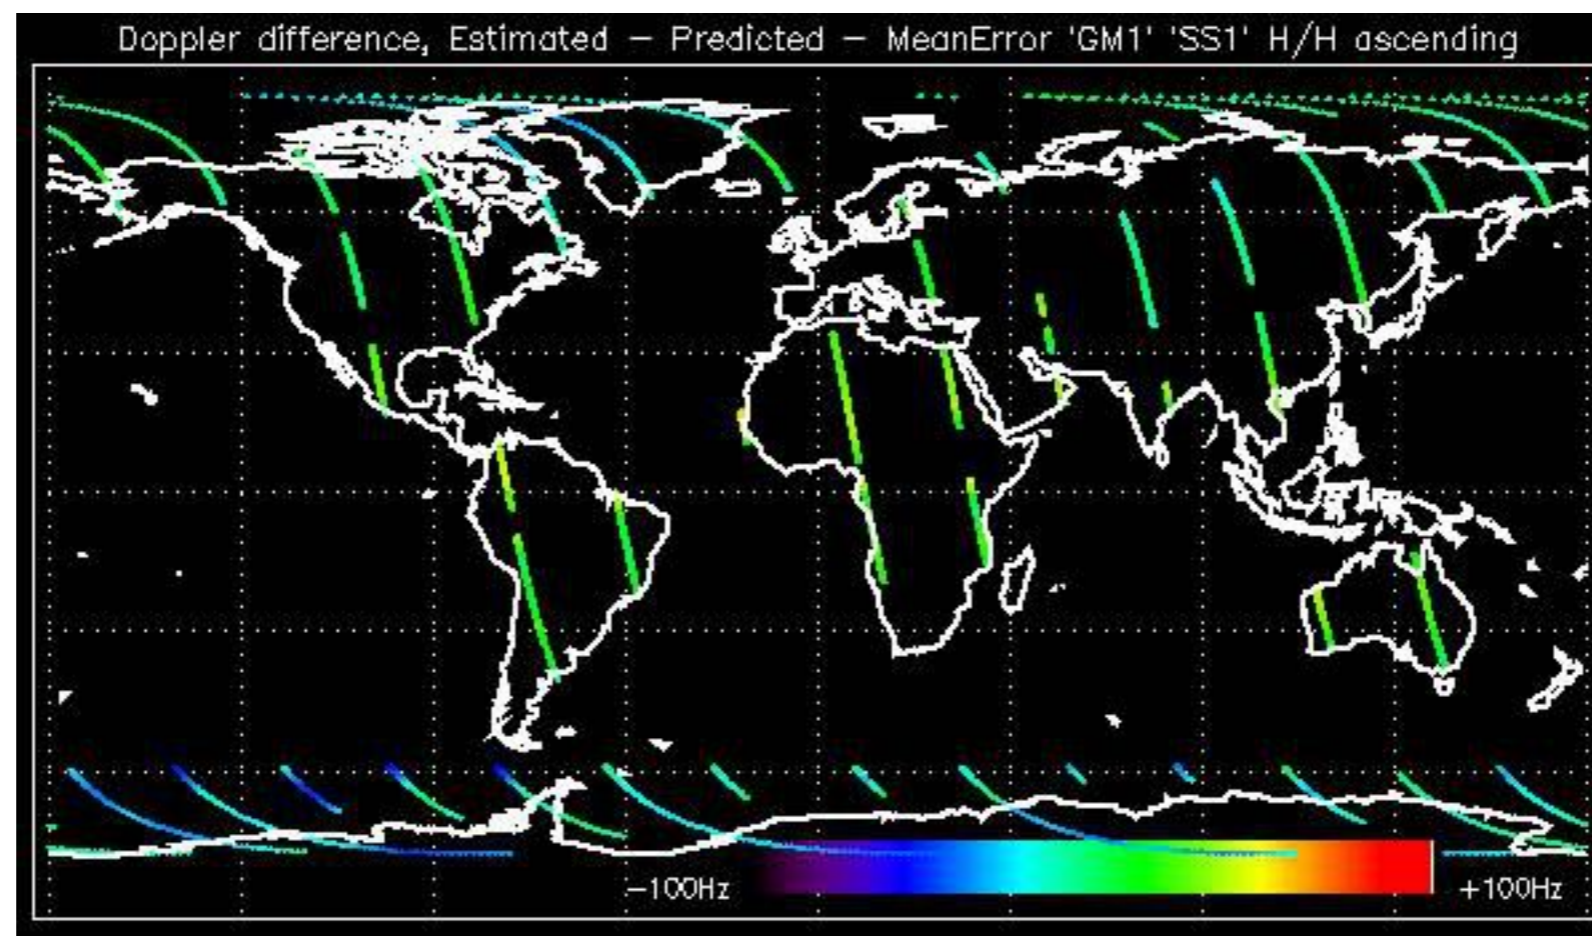 Doppler difference, Estimated — Predicted — MeanError 'GM1' 'SS1' H/H ascending
−100Hz
+100Hz